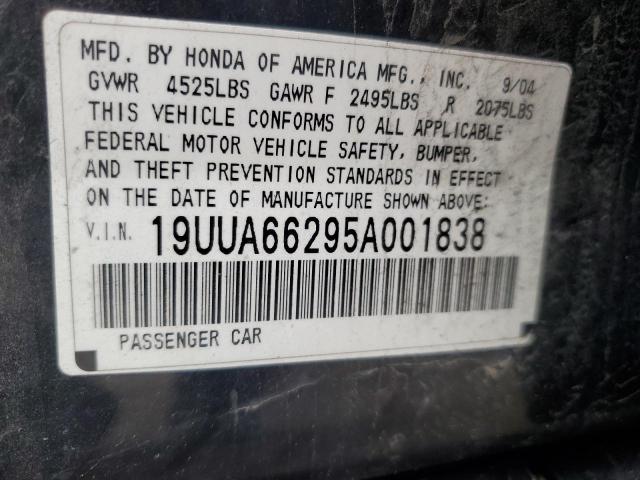 MFD. BY HONDA OF AMERICA MFG., INC. 9/04
GVWR 4525LBS GAWR F 2495LBS R 2075LBS
THIS VEHICLE CONFORMS TO ALL APPLICABLE
FEDERAL MOTOR VEHICLE SAFETY, BUMPER,
AND THEFT PREVENTION STANDARDS IN EFFECT
ON THE DATE OF MANUFACTURE SHOWN ABOVE:
V.I.N. 19UUA66295A001838
PASSENGER CAR